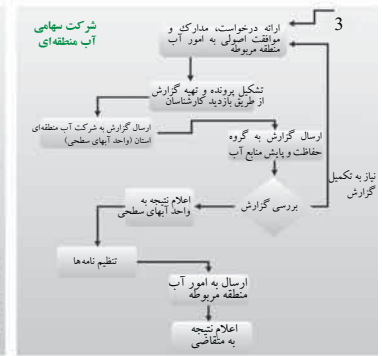 3
شرکت سهامی
آب منطقه‌ای
ارائه درخواست، مدارک و
موافقت اصولی به امور آب
منطقه مربوطه
تشکیل پرونده و تهیه گزارش
از طریق بازدید کارشناسان
ارسال گزارش به شرکت آب منطقه‌ای
استان (واحد آبهای سطحی)
ارسال گزارش به گروه
حفاظت و پایش منابع آب
نیاز به تکمیل
گزارش
بررسی گزارش
اعلام نتیجه به
واحد آبهای سطحی
تنظیم نامه‌ها
ارسال به امور آب
منطقه مربوطه
اعلام نتیجه
به متقاضی